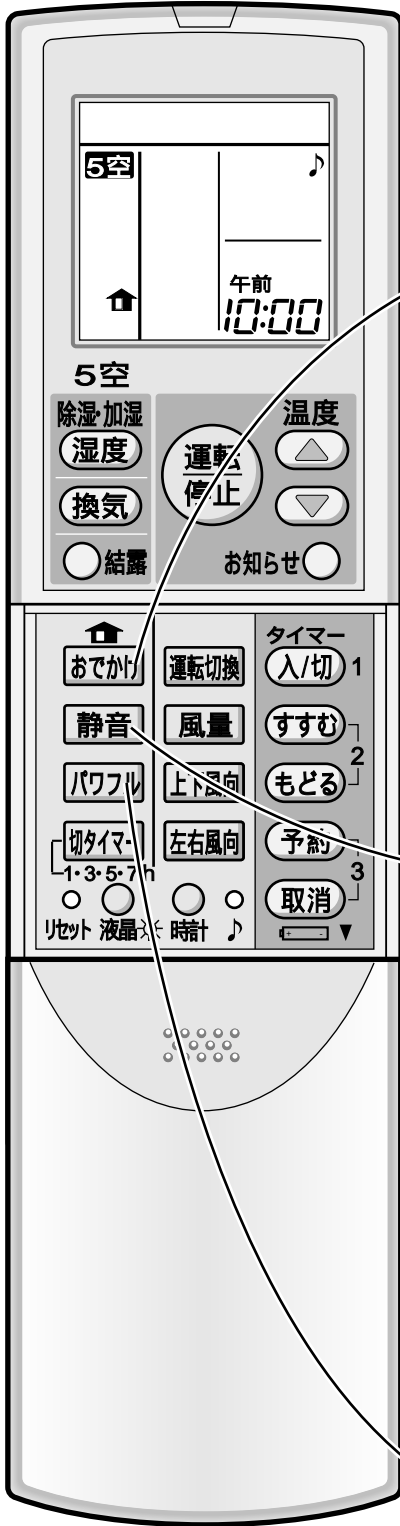 5空
♪
午前
10:00
5空
除湿・加湿
湿度
換気
結露
運転
停止
温度
お知らせ
おでかけ
静音
パワフル
切タイマー
1・3・5・7h
運転切換
風量
上下風向
左右風向
タイマー
入/切 1
すすむ
2
もどる
予約
3
取消
リセット 液晶 時計 ♪
+ - ▼